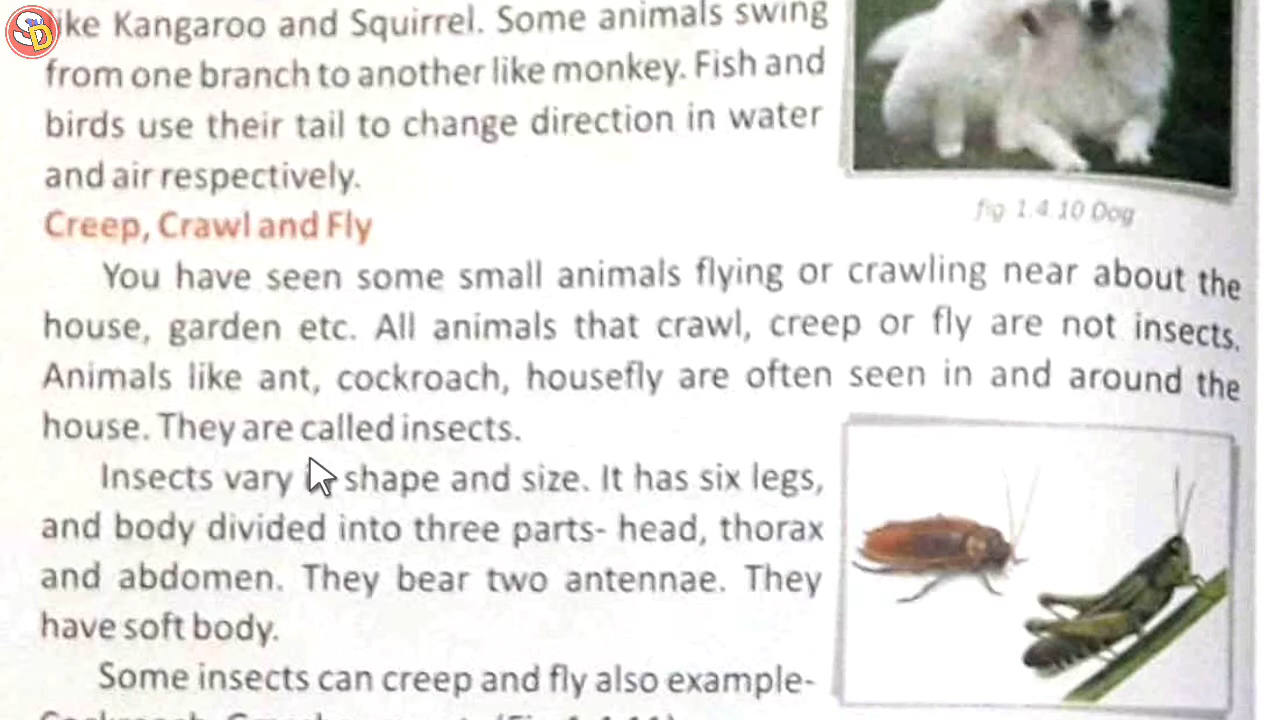 SD
like Kangaroo and Squirrel. Some animals swing
from one branch to another like monkey. Fish and
birds use their tail to change direction in water
and air respectively.
fig 1.4.10 Dog
Creep, Crawl and Fly
You have seen some small animals flying or crawling near about the
house, garden etc. All animals that crawl, creep or fly are not insects.
Animals like ant, cockroach, housefly are often seen in and around the
house. They are called insects.
Insects vary shape and size. It has six legs,
and body divided into three parts- head, thorax
and abdomen. They bear two antennae. They
have soft body.
Some insects can creep and fly also example-